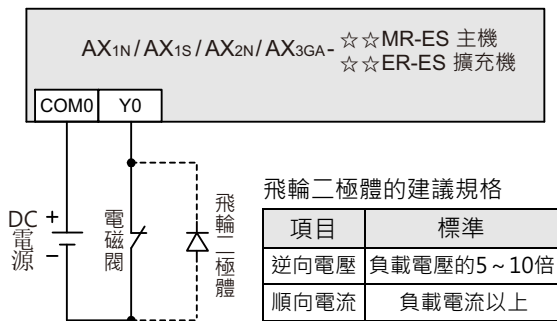 AX1N/AX1S/AX2N/AX3GA-
☆☆MR-ES 主機
☆☆ER-ES 擴充機
COM0 Y0
DC 電源
+
−
電磁閥
飛輪二極體
飛輪二極體的建議規格
項目 標準
逆向電壓 負載電壓的5~10倍
順向電流 負載電流以上